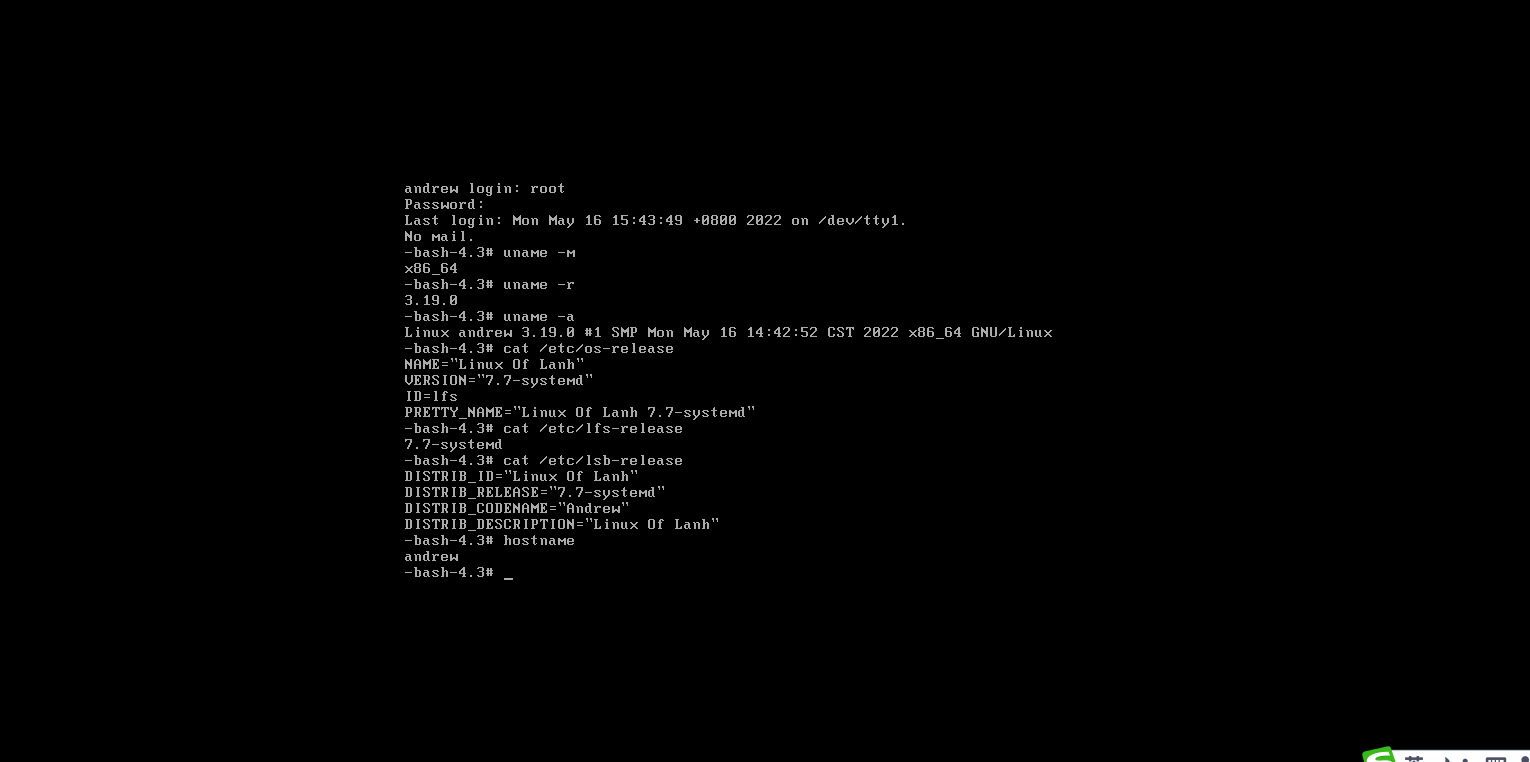 andrew login: root
Password:
Last login: Mon May 16 15:43:49 +0800 2022 on /dev/tty1.
No mail.
-bash-4.3# uname -m
x86_64
-bash-4.3# uname -r
3.19.0
-bash-4.3# uname -a
Linux andrew 3.19.0 #1 SMP Mon May 16 14:42:52 CST 2022 x86_64 GNU/Linux
-bash-4.3# cat /etc/os-release
NAME="Linux Of Lanh"
VERSION="7.7-systemd"
ID=lfs
PRETTY_NAME="Linux Of Lanh 7.7-systemd"
-bash-4.3# cat /etc/lfs-release
7.7-systemd
-bash-4.3# cat /etc/lsb-release
DISTRIB_ID="Linux Of Lanh"
DISTRIB_RELEASE="7.7-systemd"
DISTRIB_CODENAME="Andrew"
DISTRIB_DESCRIPTION="Linux Of Lanh"
-bash-4.3# hostname
andrew
-bash-4.3# _